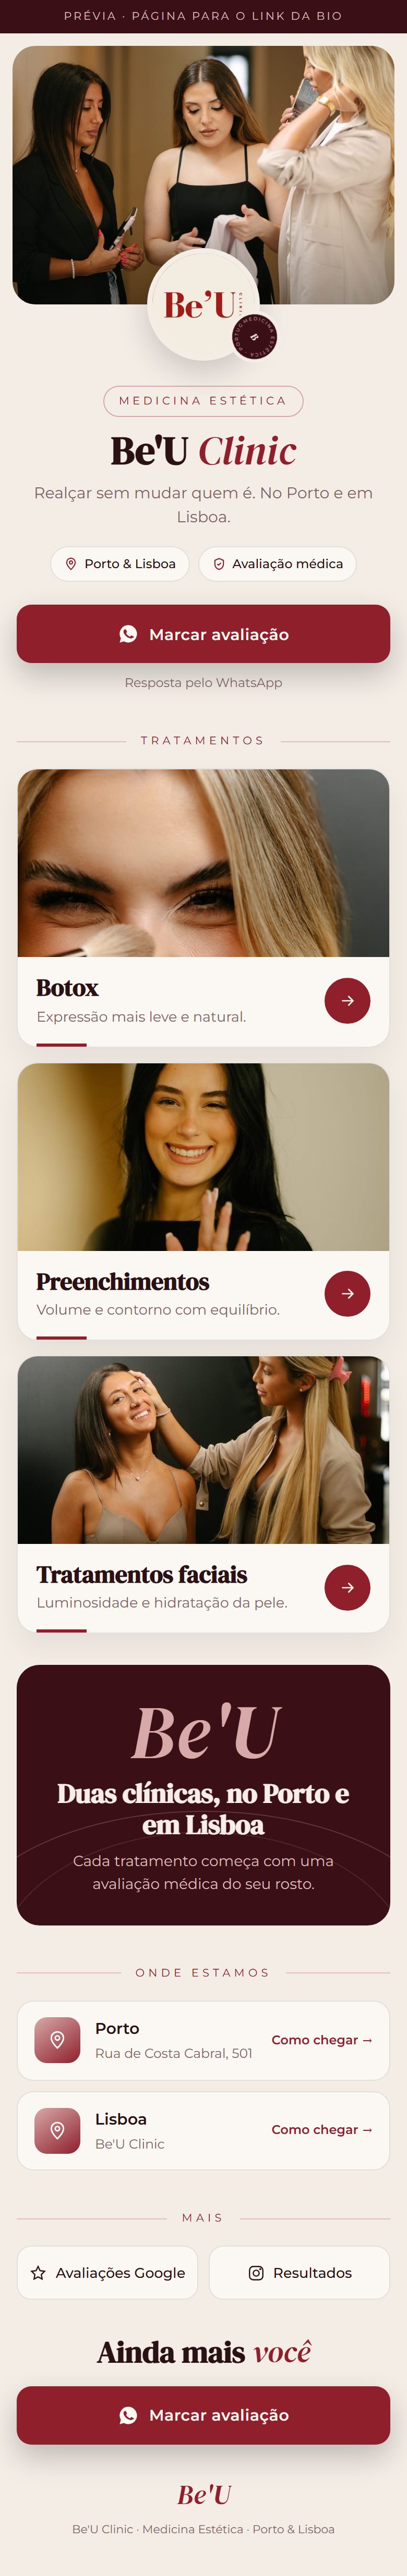 PRÉVIA · PÁGINA PARA O LINK DA BIO
Be’U
MEDICINA ESTÉTICA
Be'U Clinic
Realçar sem mudar quem é. No Porto e em
Lisboa.
Porto & Lisboa
Avaliação médica
Marcar avaliação
Resposta pelo WhatsApp
TRATAMENTOS
Botox
Expressão mais leve e natural.
Preenchimentos
Volume e contorno com equilíbrio.
Tratamentos faciais
Luminosidade e hidratação da pele.
Be'U
Duas clínicas, no Porto e
em Lisboa
Cada tratamento começa com uma
avaliação médica do seu rosto.
ONDE ESTAMOS
Porto
Rua de Costa Cabral, 501
Como chegar →
Lisboa
Be'U Clinic
Como chegar →
MAIS
Avaliações Google
Resultados
Ainda mais você
Marcar avaliação
Be'U
Be'U Clinic · Medicina Estética · Porto & Lisboa